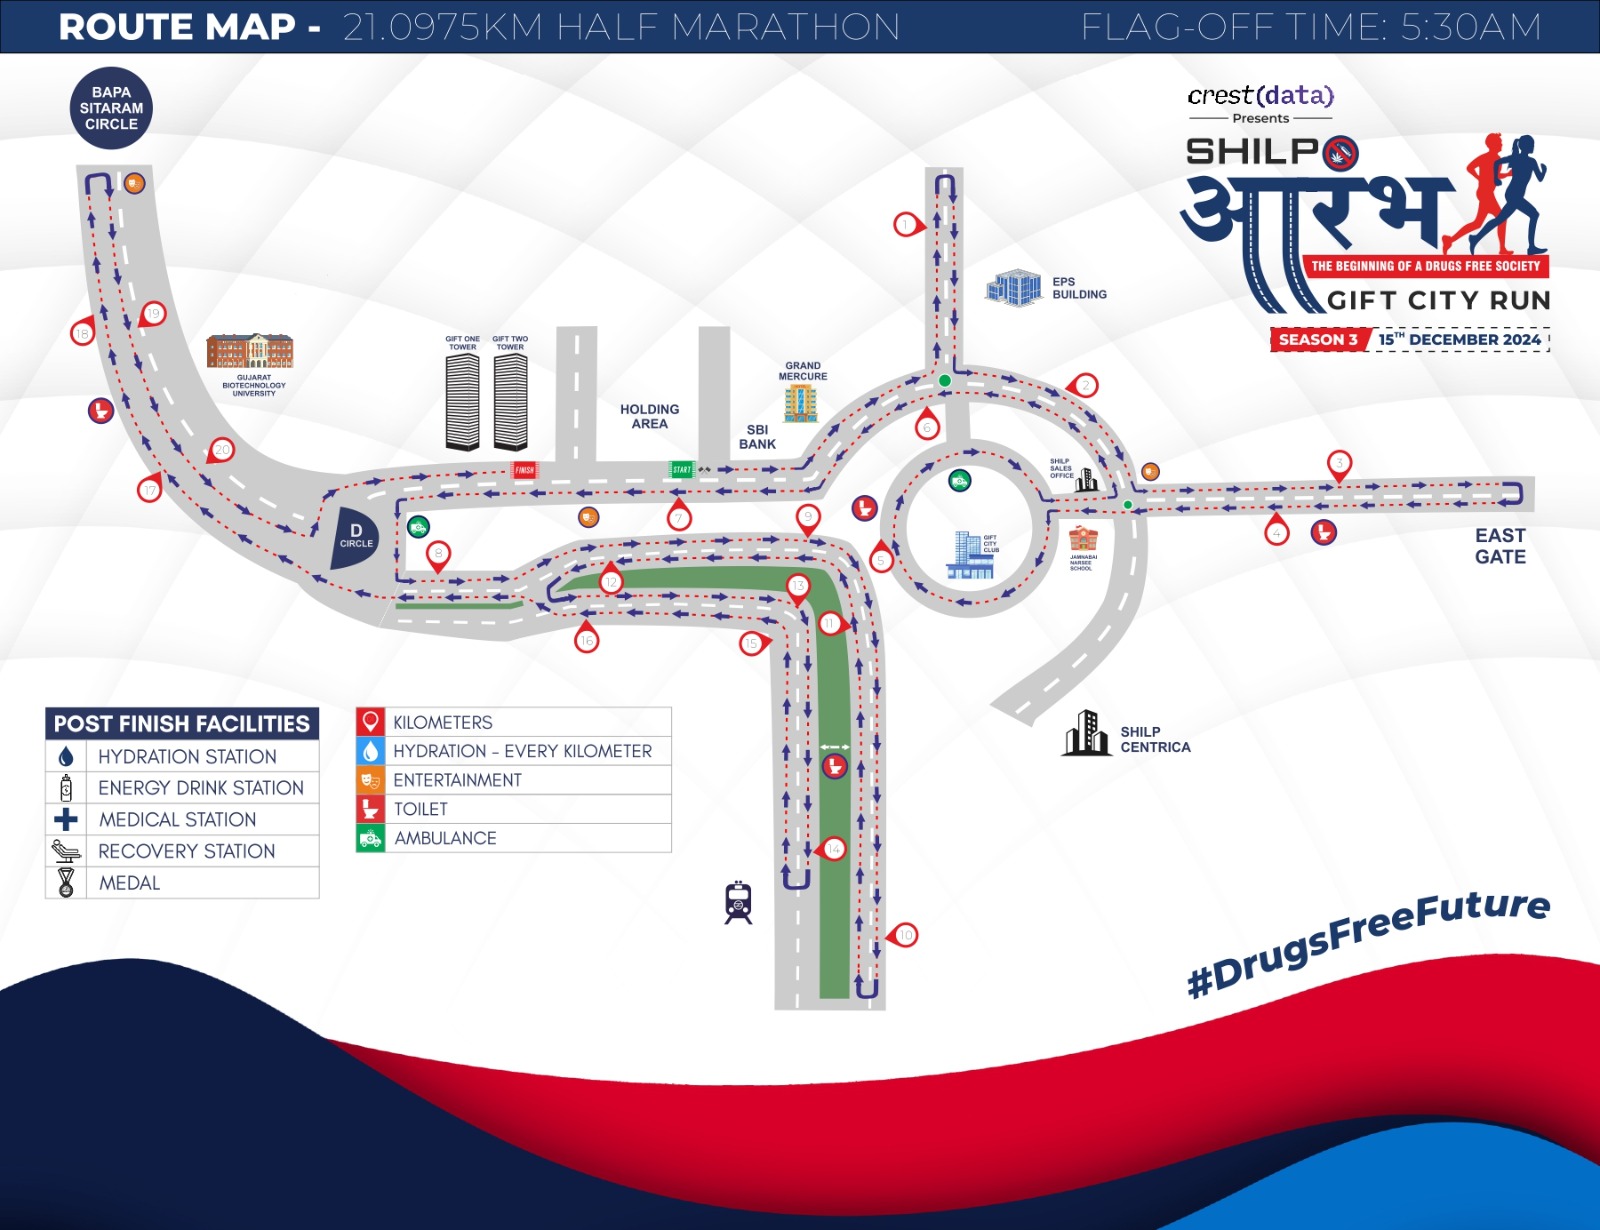 ROUTE MAP - 21.0975KM HALF MARATHON
FLAG-OFF TIME: 5:30AM
BAPA
SITARAM
CIRCLE
crest(data)
Presents
SHILP
आरंभ
THE BEGINNING OF A DRUGS FREE SOCIETY
GIFT CITY RUN
SEASON 3
15TH DECEMBER 2024
1
EPS
BUILDING
18
19
GUJARAT
BIOTECHNOLOGY
UNIVERSITY
GIFT ONE
TOWER
GIFT TWO
TOWER
HOLDING
AREA
SBI
BANK
GRAND
MERCURE
2
6
20
17
FINISH
START
SHILP
SALES
OFFICE
3
7
9
4
EAST
GATE
D
CIRCLE
8
5
GIFT
CITY
CLUB
JAMNABAI
NARSEE
SCHOOL
12
13
11
16
15
14
10
SHILP
CENTRICA
POST FINISH FACILITIES
HYDRATION STATION
ENERGY DRINK STATION
MEDICAL STATION
RECOVERY STATION
MEDAL
KILOMETERS
HYDRATION - EVERY KILOMETER
ENTERTAINMENT
TOILET
AMBULANCE
#DrugsFreeFuture